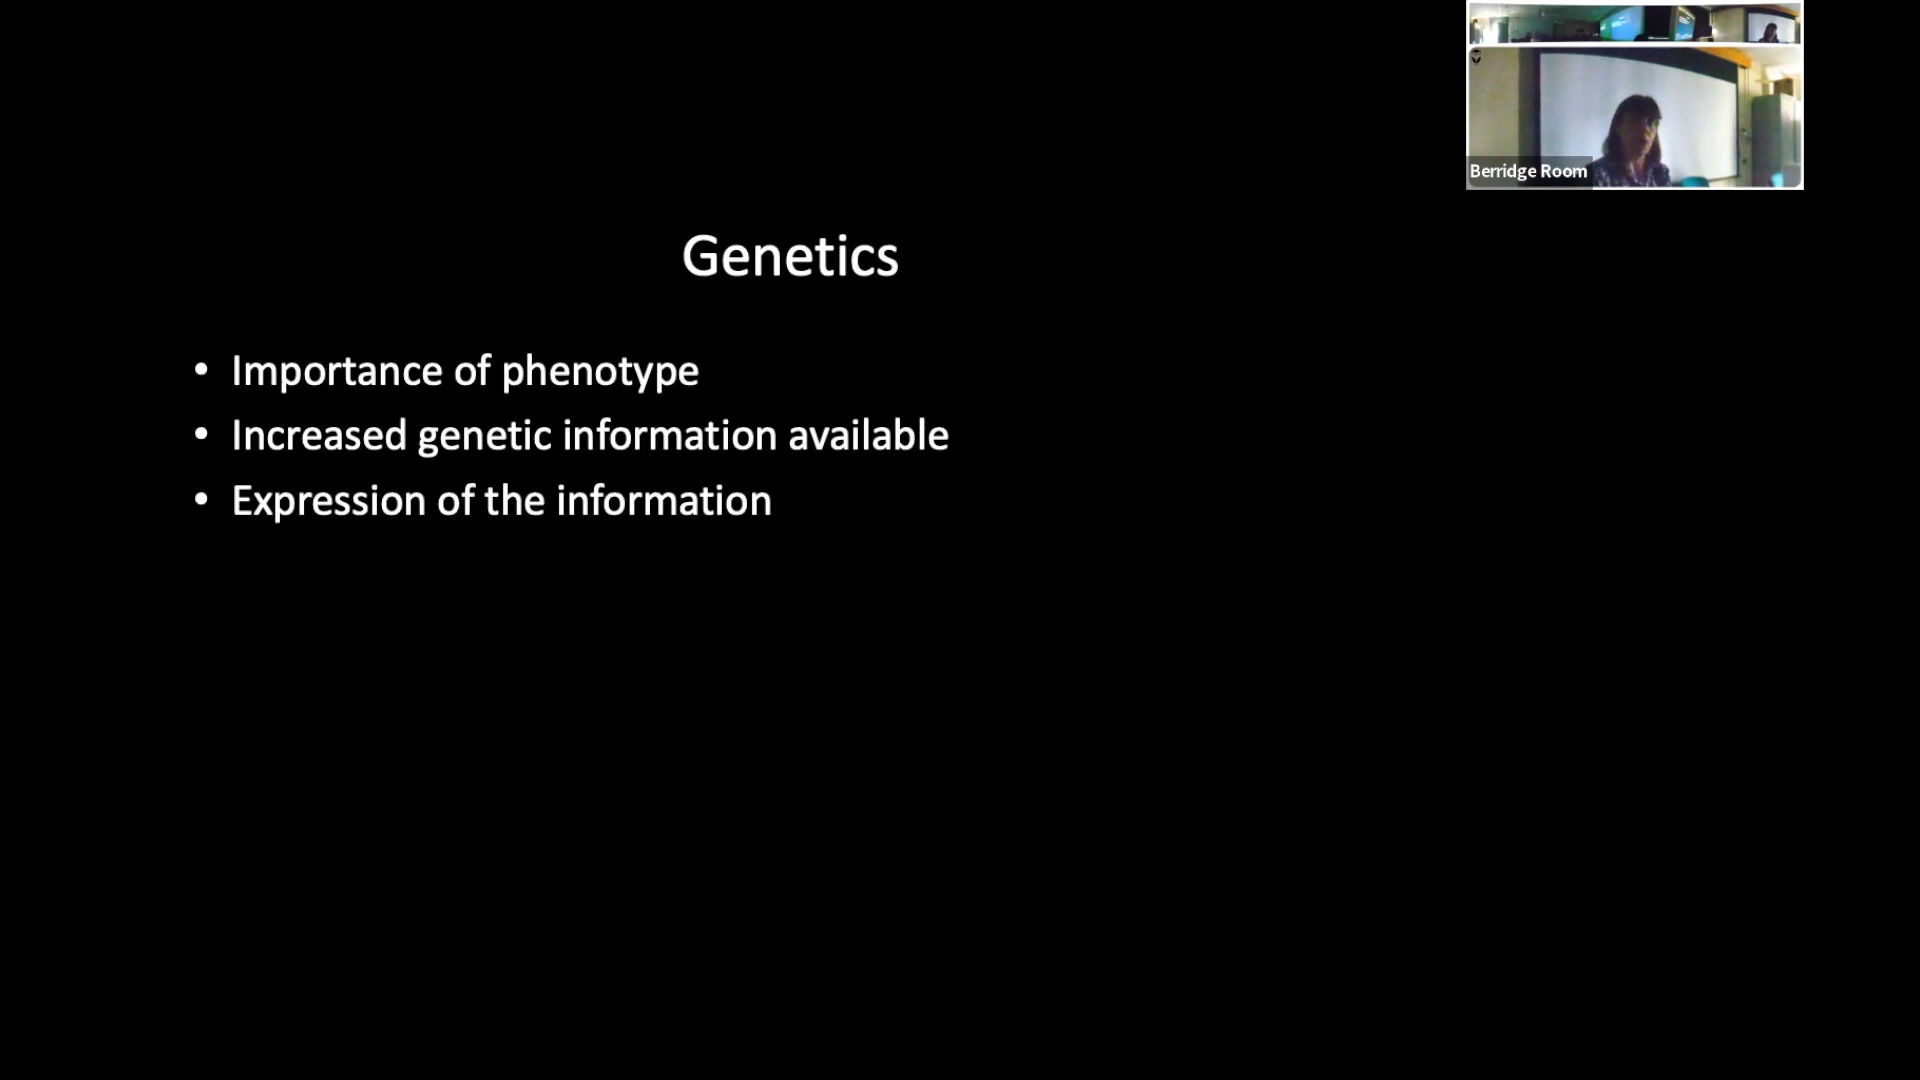 Berridge Room
Genetics
• Importance of phenotype
• Increased genetic information available
• Expression of the information